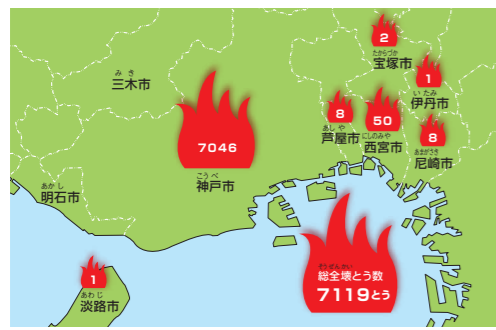 2
たからづか
宝塚市
1
いたみ
伊丹市
みき
三木市
7046
こうべ
神戸市
8
あしや
芦屋市
50
にしのみや
西宮市
8
あまがさき
尼崎市
あかし
明石市
1
あわじ
淡路市
そうぜんかい
総全壊とう数
7119とう